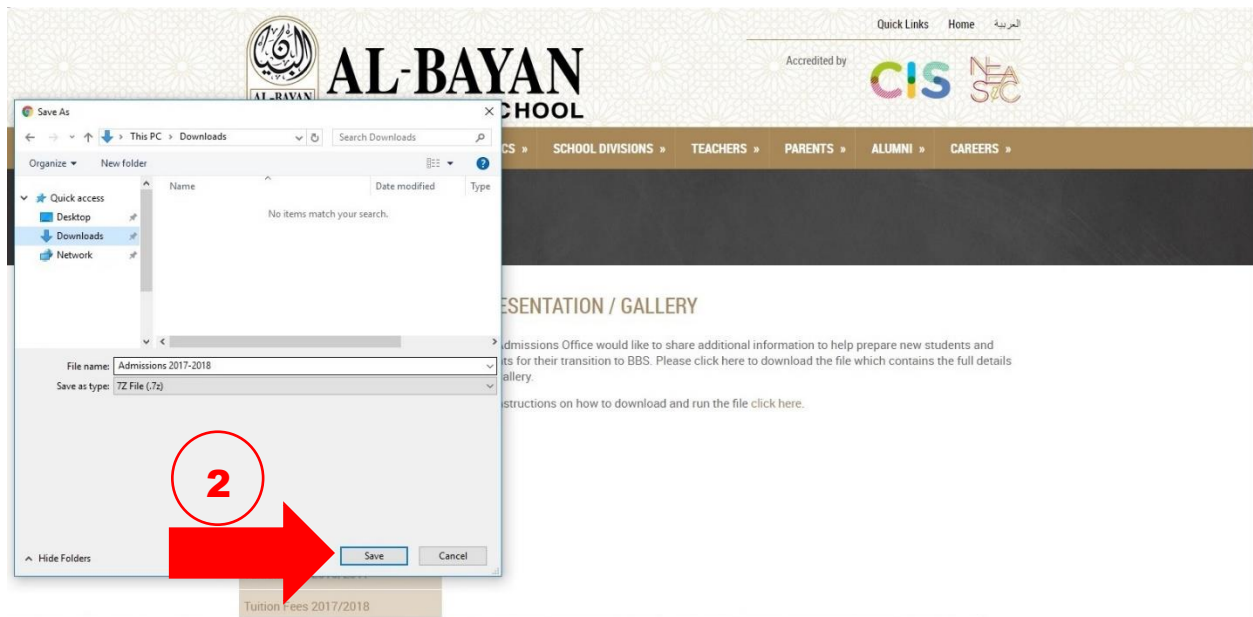 Quick Links Home العربية
Accredited by
CIS NEA SC
البيان
AL-BAYAN
AL-BAYAN
CHOOL
CS » SCHOOL DIVISIONS » TEACHERS » PARENTS » ALUMNI » CAREERS »
Save As
This PC > Downloads
Search Downloads
Organize New folder
Name Date modified Type
Quick access
No items match your search.
Desktop
Downloads
Network
ESENTATION / GALLERY
dmissions Office would like to share additional information to help prepare new students and
ts for their transition to BBS. Please click here to download the file which contains the full details
allery.
structions on how to download and run the file click here.
File name: Admissions 2017-2018
Save as type: 7Z File (.7z)
2
Hide Folders
Save Cancel
Tuition Fees 2017/2018